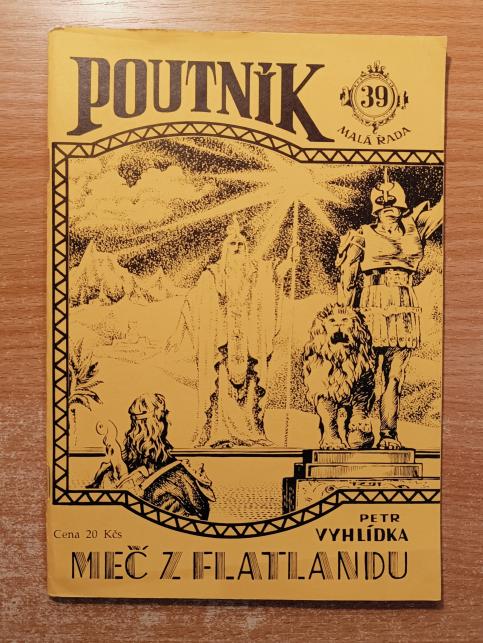 POUTNÍK
39
MALÁ ŘADA
Cena 20 Kčs
PETR
VYHLÍDKA
MEČ Z FLATLANDU